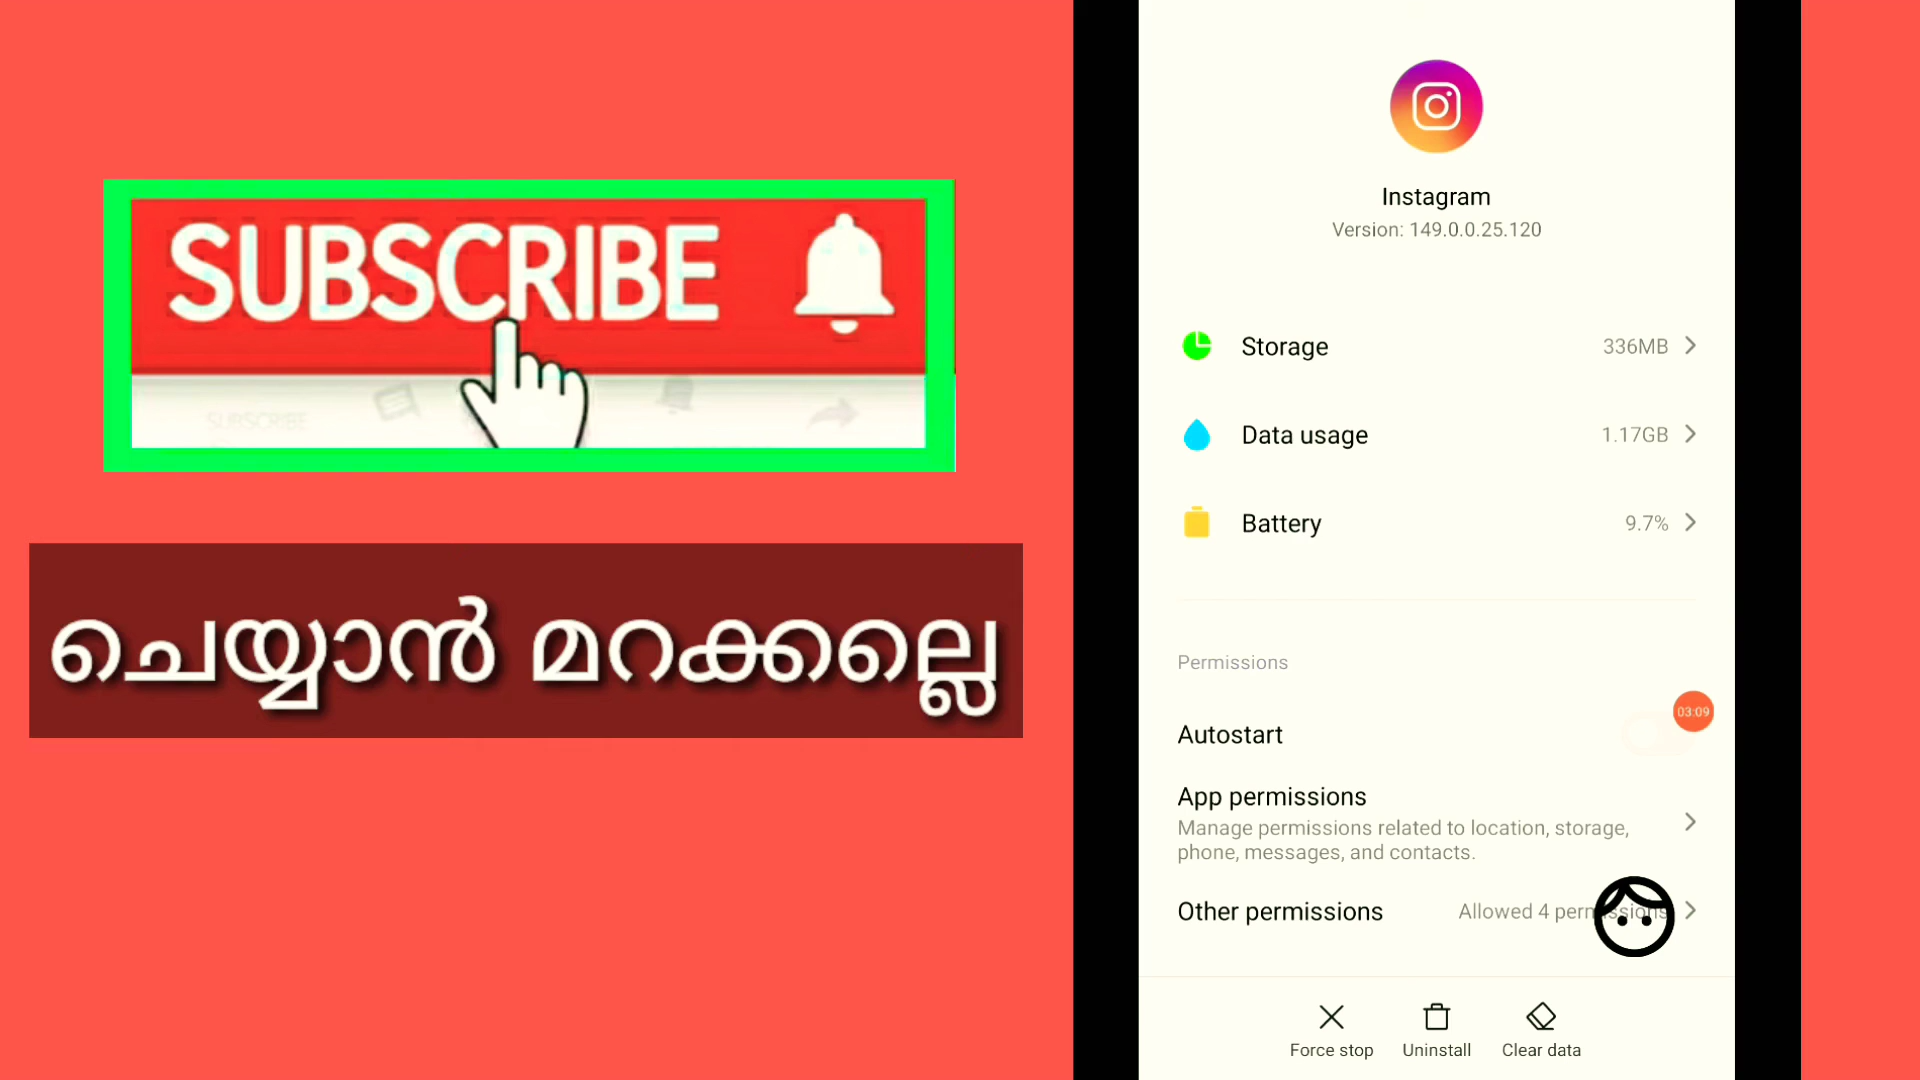 SUBSCRIBE
SUBSCRIBE
ചെയ്യാൻ മറക്കല്ലെ
Instagram
Version: 149.0.0.25.120
Storage 336MB
Data usage 1.17GB
Battery 9.7%
Permissions
03:09
Autostart
App permissions
Manage permissions related to location, storage,
phone, messages, and contacts.
Other permissions Allowed 4 permissions
Force stop Uninstall Clear data